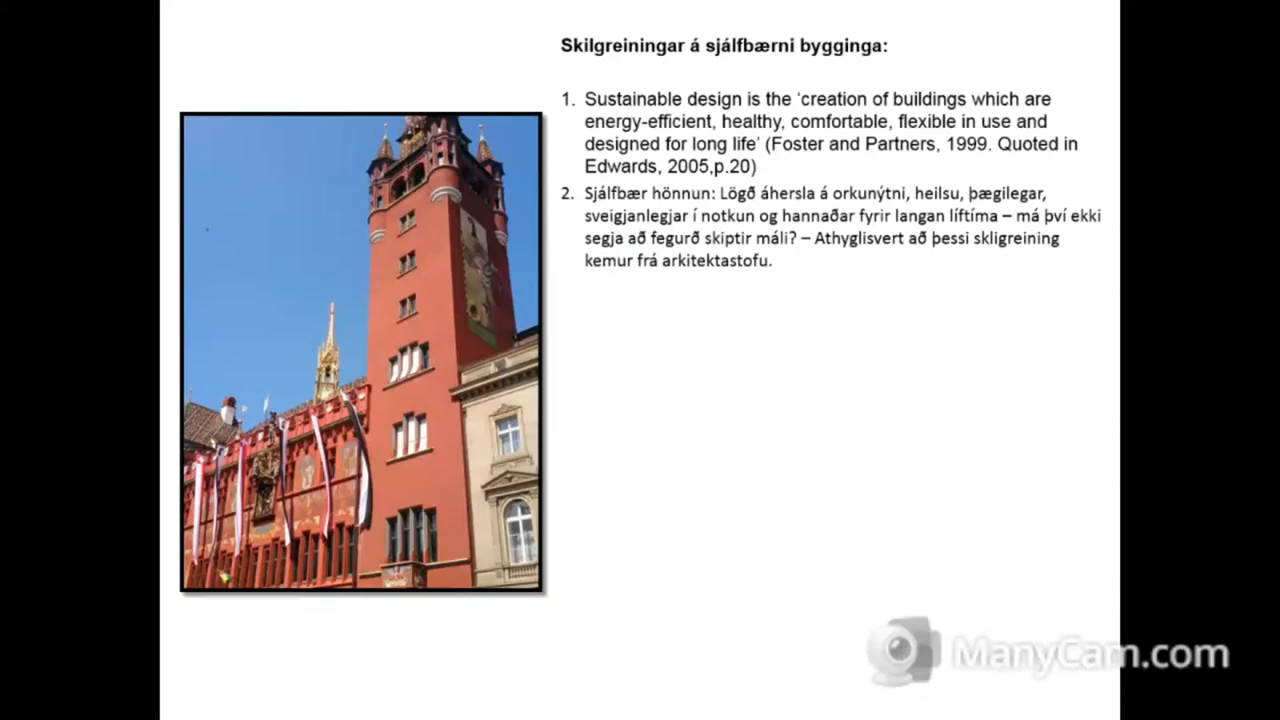 Skilgreiningar á sjálfbærni bygginga:
1. Sustainable design is the ‘creation of buildings which are
energy-efficient, healthy, comfortable, flexible in use and
designed for long life’ (Foster and Partners, 1999. Quoted in
Edwards, 2005,p.20)
2. Sjálfbær hönnun: Lögð áhersla á orkunýtni, heilsu, þægilegar,
sveigjanlegjar í notkun og hannaðar fyrir langan líftíma – má því ekki
segja að fegurð skiptir máli? – Athyglisvert að þessi skligreining
kemur frá arkitektastofu.
ManyCam.com